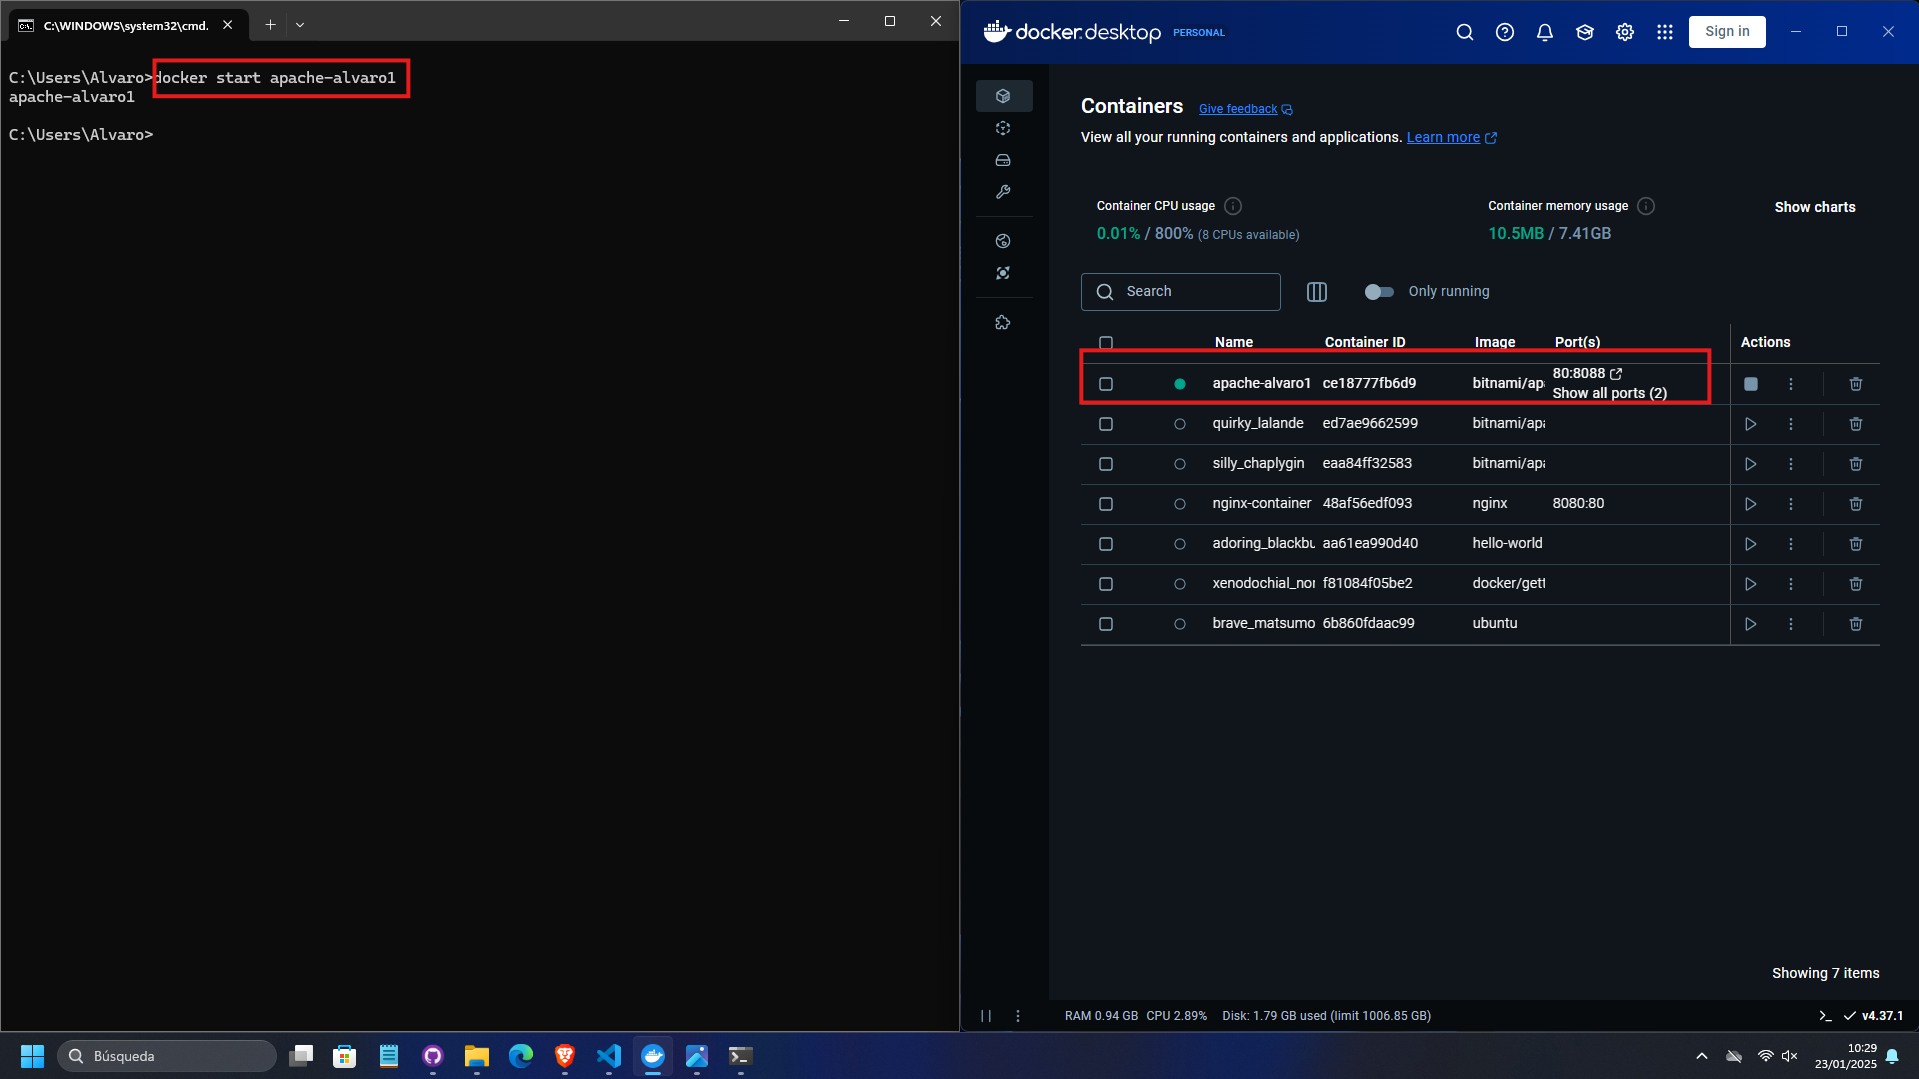 C:\WINDOWS\system32\cmd.
C:\Users\Alvaro>docker start apache-alvaro1
apache-alvaro1
C:\Users\Alvaro>
docker.desktop PERSONAL
Sign in
Containers Give feedback
View all your running containers and applications. Learn more
Container CPU usage
0.01% / 800% (8 CPUs available)
Container memory usage
10.5MB / 7.41GB
Show charts
Search
Only running
Name Container ID Image Port(s) Actions
apache-alvaro1 ce18777fb6d9 bitnami/apa 80:8088
Show all ports (2)
quirky_lalande ed7ae9662599 bitnami/apa
silly_chaplygin eaa84ff32583 bitnami/apa
nginx-container 48af56edf093 nginx 8080:80
adoring_blackbu aa61ea990d40 hello-world
xenodochial_nor f81084f05be2 docker/gett
brave_matsumo 6b860fdaac99 ubuntu
Showing 7 items
RAM 0.94 GB CPU 2.89% Disk: 1.79 GB used (limit 1006.85 GB)
v4.37.1
Búsqueda
10:29
23/01/2025